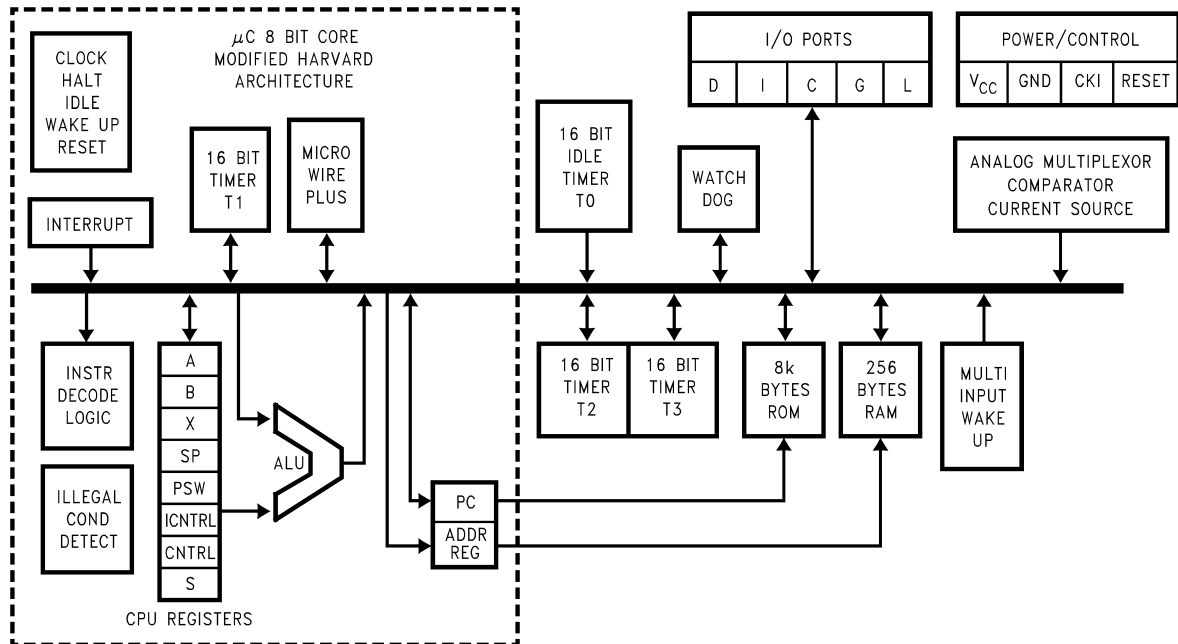 μC 8 BIT CORE
MODIFIED HARVARD
ARCHITECTURE
CLOCK
HALT
IDLE
WAKE UP
RESET
INTERRUPT
16 BIT
TIMER
T1
MICRO
WIRE
PLUS
16 BIT
IDLE
TIMER
T0
WATCH
DOG
I/O PORTS
D I C G L
POWER/CONTROL
VCC GND CKI RESET
ANALOG MULTIPLEXOR
COMPARATOR
CURRENT SOURCE
INSTR
DECODE
LOGIC
ILLEGAL
COND
DETECT
A
B
X
SP
PSW
ICNTRL
CNTRL
S
CPU REGISTERS
ALU
PC
ADDR
REG
16 BIT
TIMER
T2
16 BIT
TIMER
T3
8k
BYTES
ROM
256
BYTES
RAM
MULTI
INPUT
WAKE
UP